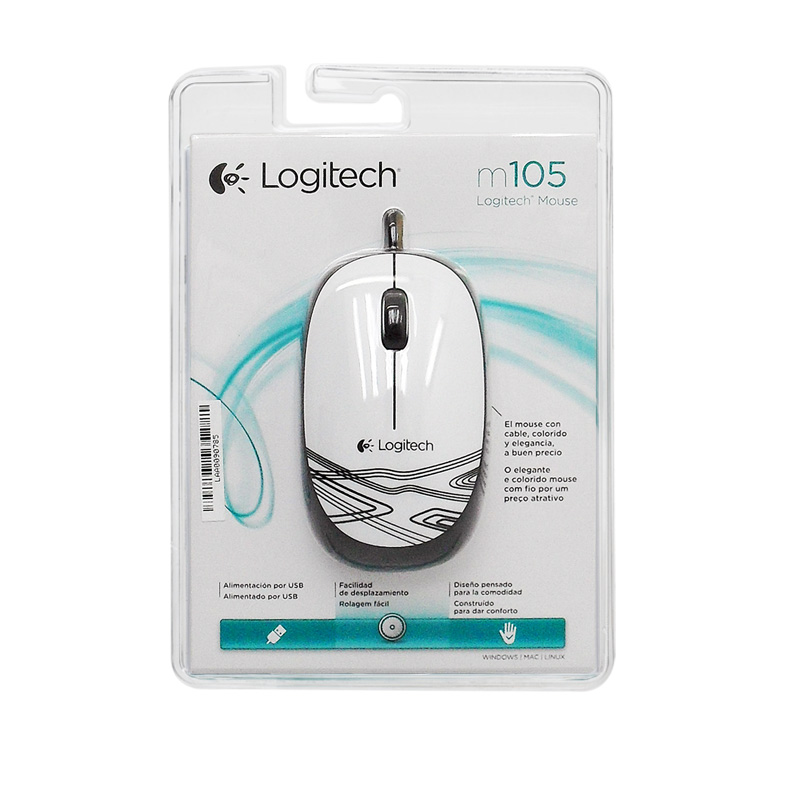 Logitech
m105
Logitech™ Mouse
El mouse con
cable, colorido
y elegancia,
a buen precio
O elegante
e colorido mouse
com fio por um
preço atrativo
Logitech
LAA0090785
Alimentación por USB
Alimentado por USB
Facilidad
de desplazamiento
Rolagem fácil
Diseño pensado
para la comodidad
Construído
para dar conforto
WINDOWS | MAC | LINUX